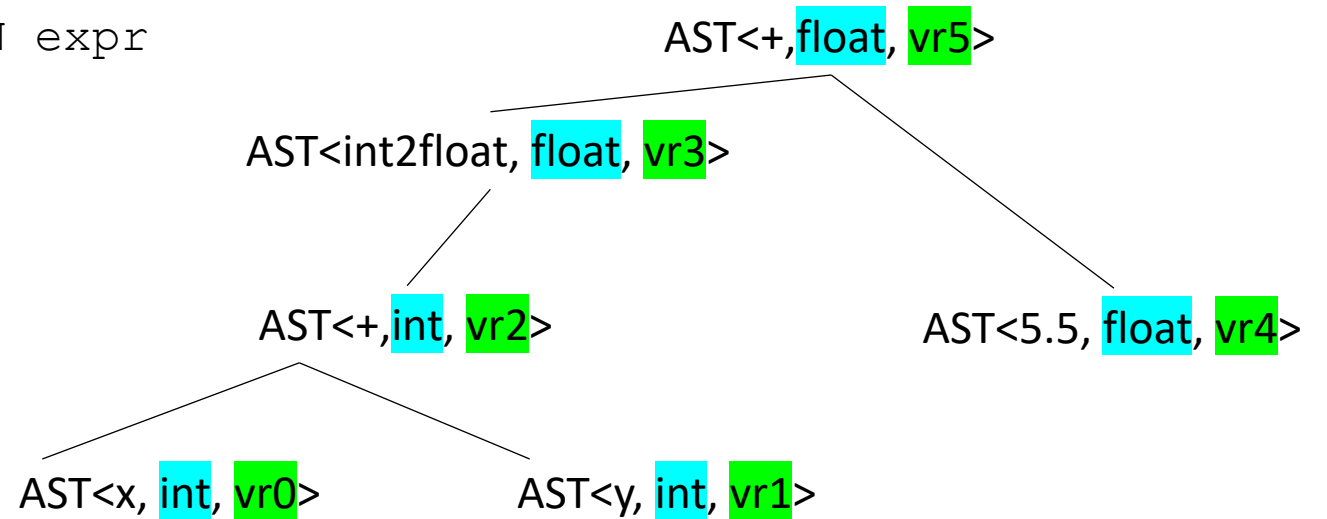 expr
AST<+,float, vr5>
AST<int2float, float, vr3>
AST<+,int, vr2>
AST<5.5, float, vr4>
AST<x, int, vr0>
AST<y, int, vr1>